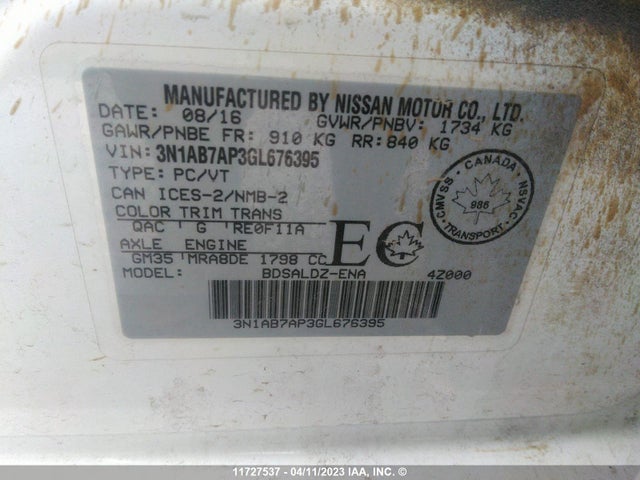 MANUFACTURED BY NISSAN MOTOR CO., LTD.
DATE: 08/16 GVWR/PNBV: 1734 KG
GAWR/PNBE FR: 910 KG RR:840 KG
VIN: 3N1AB7AP3GL676395
TYPE: PC/VT
CAN ICES-2/NMB-2
COLOR TRIM TRANS
QAC G RE0F11A
AXLE ENGINE
GM35 MRA8DE 1798 CC
MODEL: BDSALDZ-ENA 4Z000
EC
CANADA
CMVSS
NSVAC
986
TRANSPORT
3N1AB7AP3GL676395
11727537 - 04/11/2023 IAA, INC. ©